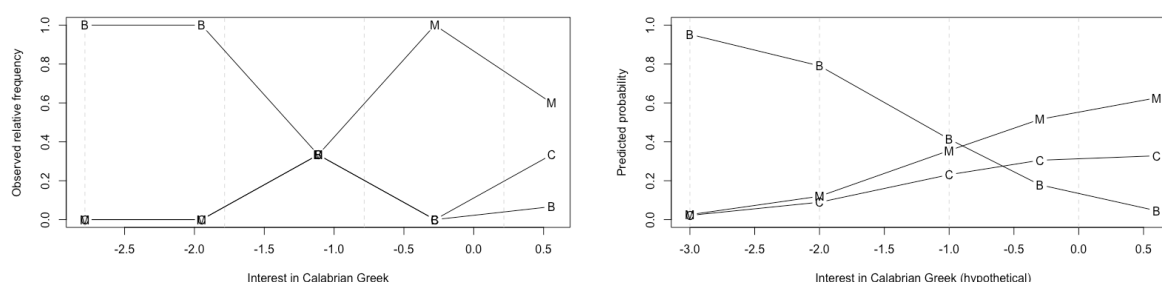 Observed relative frequency
1.0
0.8
0.6
0.4
0.2
0.0
B
B
M
M
C
B
B
-2.5
-2.0
-1.5
-1.0
-0.5
0.0
0.5
Interest in Calabrian Greek
Predicted probability
1.0
0.8
0.6
0.4
0.2
0.0
B
B
B
M
M
M
M
C
C
C
C
B
B
-3.0
-2.5
-2.0
-1.5
-1.0
-0.5
0.0
0.5
Interest in Calabrian Greek (hypothetical)